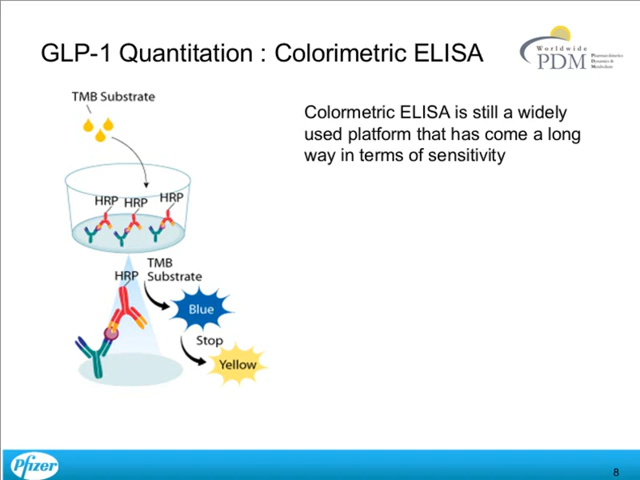 GLP-1 Quantitation : Colorimetric ELISA
Worldwide
PDM
Pharmacokinetics
Dynamics &
Metabolism
TMB Substrate
Colormetric ELISA is still a widely
used platform that has come a long
way in terms of sensitivity
HRP HRP HRP
TMB
Substrate
HRP
Blue
Stop
Yellow
Pfizer
8